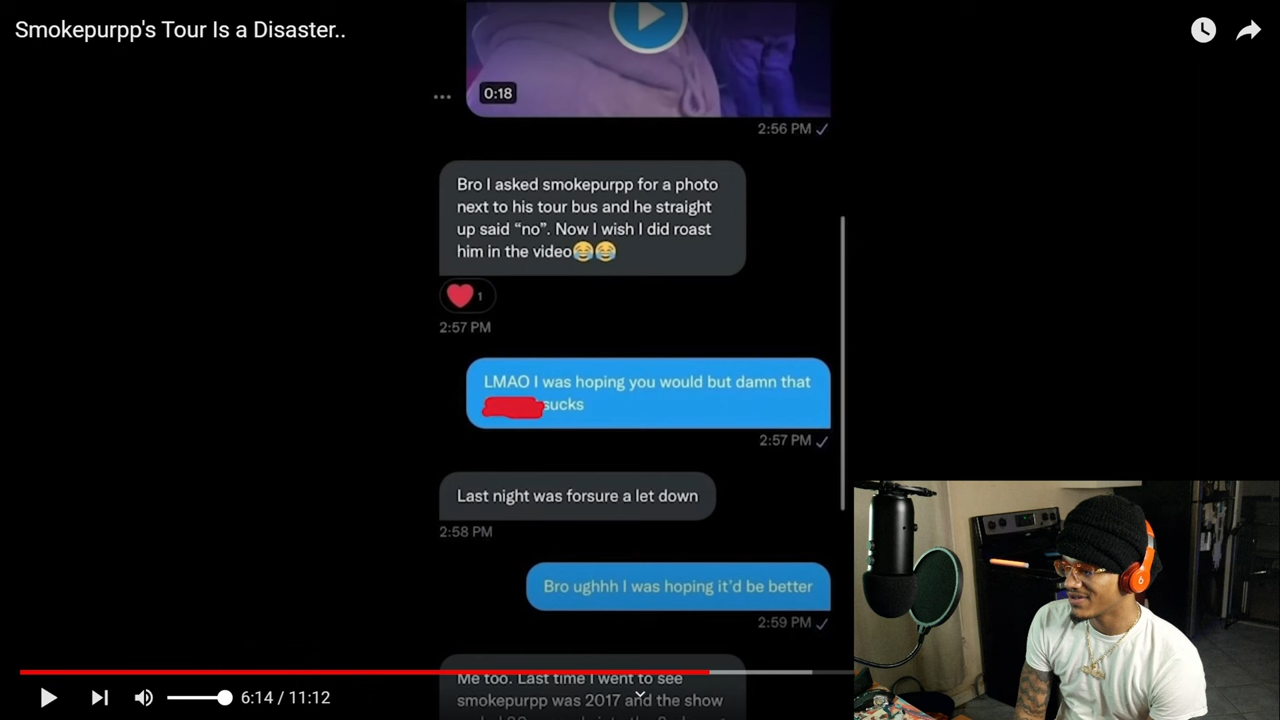 Smokepurpp's Tour Is a Disaster..
0:18
2:56 PM
Bro I asked smokepurpp for a photo
next to his tour bus and he straight
up said “no”. Now I wish I did roast
him in the video😂😂
1
2:57 PM
LMAO I was hoping you would but damn that
sucks
2:57 PM
Last night was forsure a let down
2:58 PM
Bro ughhh I was hoping it'd be better
2:59 PM
Me too. Last time I went to see
smokepurpp was 2017 and the show
6:14 / 11:12